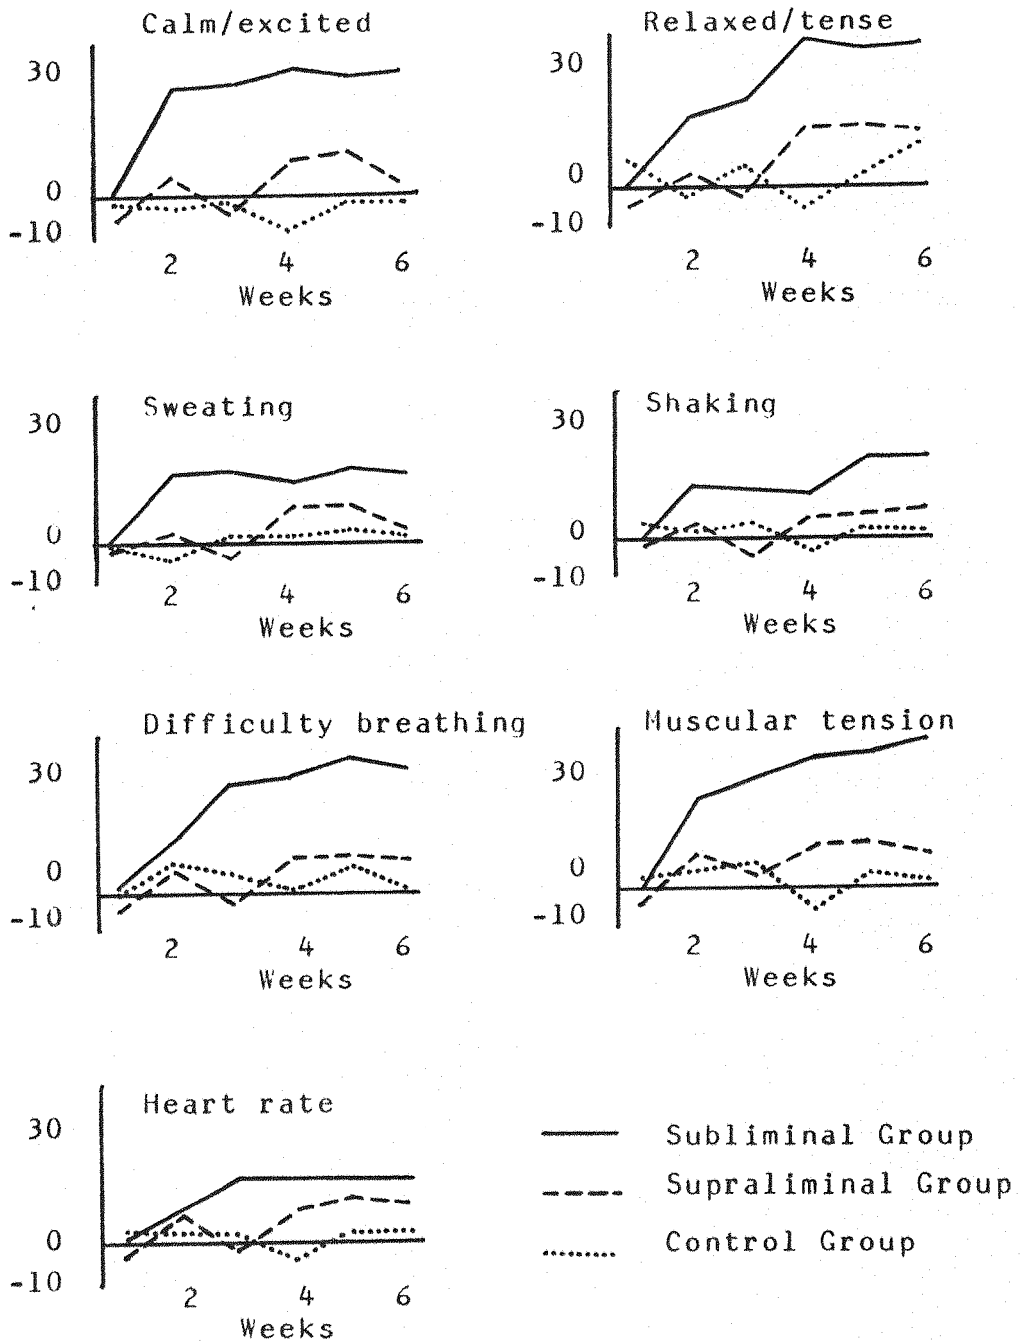 Calm/excited
30
0
-10
2 4 6
Weeks
Relaxed/tense
30
0
-10
2 4 6
Weeks
Sweating
30
0
-10
2 4 6
Weeks
Shaking
30
0
-10
2 4 6
Weeks
Difficulty breathing
30
0
-10
2 4 6
Weeks
Muscular tension
30
0
-10
2 4 6
Weeks
Heart rate
30
0
-10
2 4 6
Weeks
Subliminal Group
Supraliminal Group
Control Group